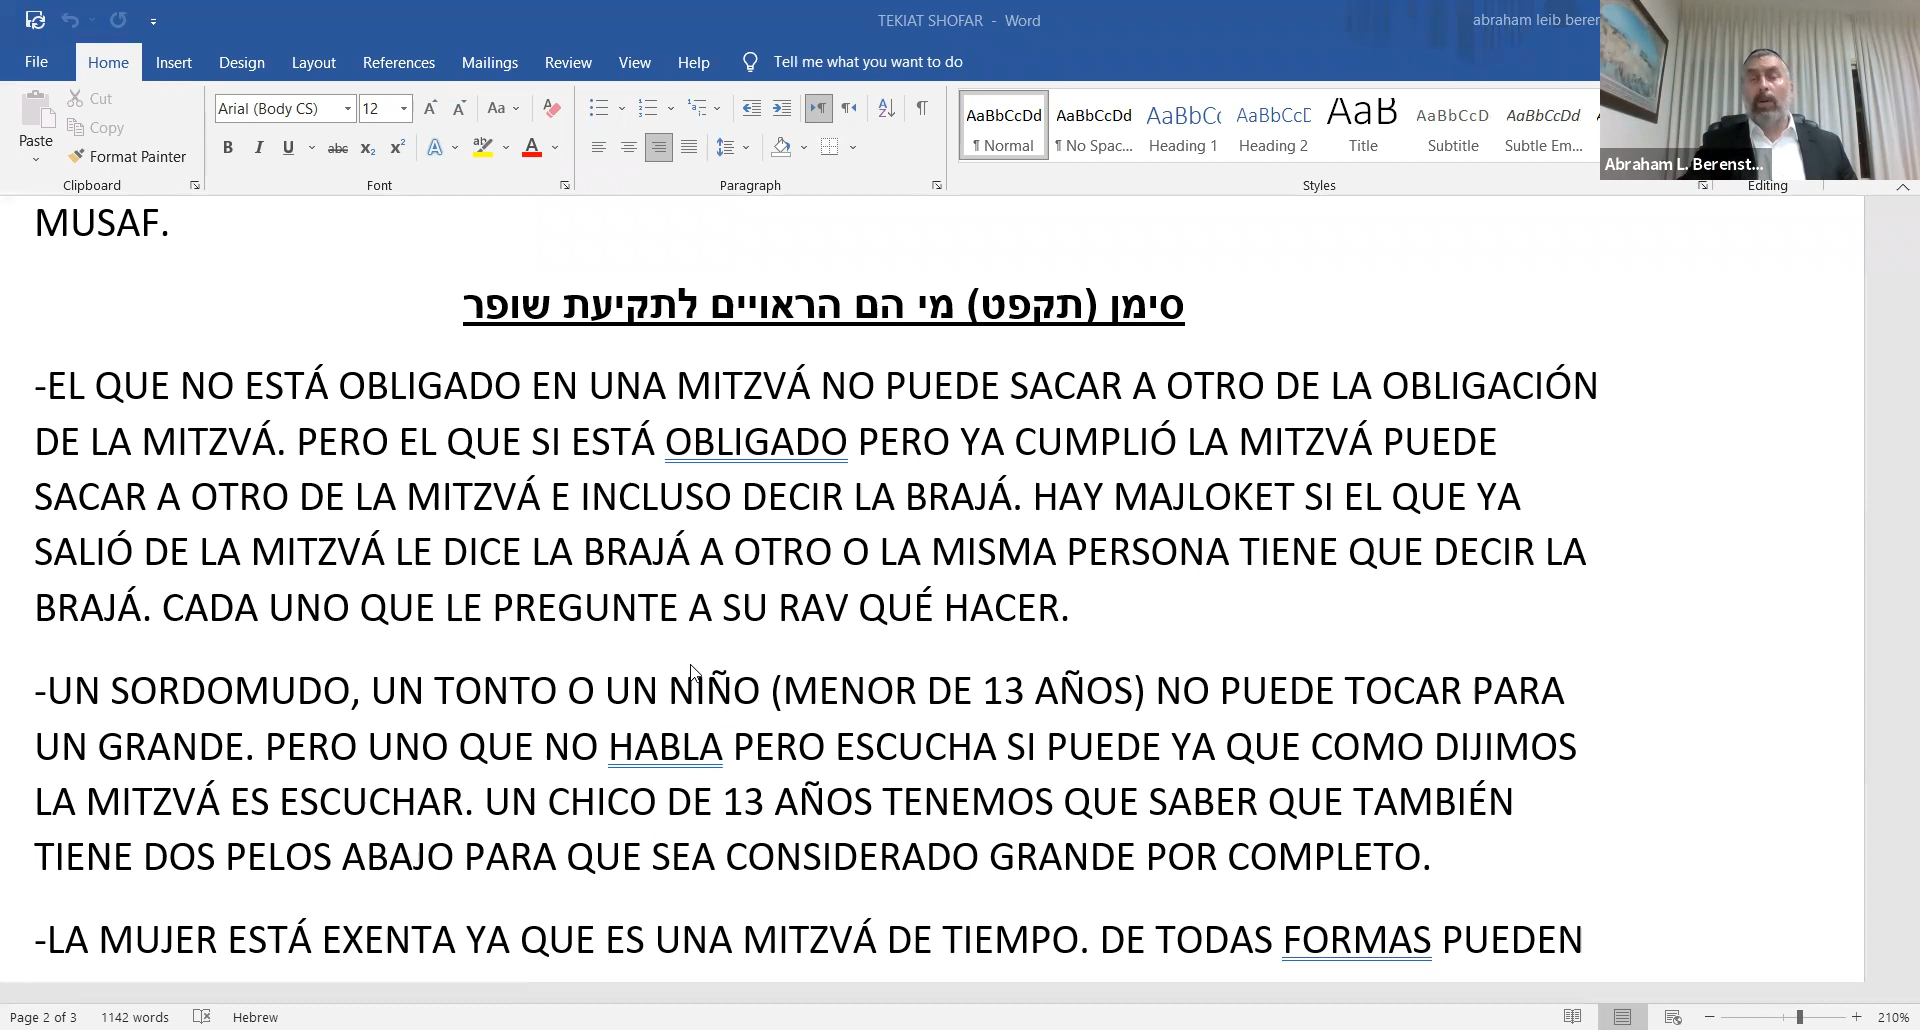 TEKIAT SHOFAR - Word
abraham leib beren
File Home Insert Design Layout References Mailings Review View Help Tell me what you want to do
Paste
Cut
Copy
Format Painter
Clipboard
Arial (Body CS) 12
Font
Paragraph
AaBbCcDd AaBbCcDd AaBbCc AaBbCcD AaB AaBbCcD AaBbCcDd
¶ Normal ¶ No Spac... Heading 1 Heading 2 Title Subtitle Subtle Em...
Styles
Editing
Abraham L. Berenst...
MUSAF.
סימן (תקפט) מי הם הראויים לתקיעת שופר
-EL QUE NO ESTÁ OBLIGADO EN UNA MITZVÁ NO PUEDE SACAR A OTRO DE LA OBLIGACIÓN
DE LA MITZVÁ. PERO EL QUE SI ESTÁ OBLIGADO PERO YA CUMPLIÓ LA MITZVÁ PUEDE
SACAR A OTRO DE LA MITZVÁ E INCLUSO DECIR LA BRAJÁ. HAY MAJLOKET SI EL QUE YA
SALIÓ DE LA MITZVÁ LE DICE LA BRAJÁ A OTRO O LA MISMA PERSONA TIENE QUE DECIR LA
BRAJÁ. CADA UNO QUE LE PREGUNTE A SU RAV QUÉ HACER.
-UN SORDOMUDO, UN TONTO O UN NIÑO (MENOR DE 13 AÑOS) NO PUEDE TOCAR PARA
UN GRANDE. PERO UNO QUE NO HABLA PERO ESCUCHA SI PUEDE YA QUE COMO DIJIMOS
LA MITZVÁ ES ESCUCHAR. UN CHICO DE 13 AÑOS TENEMOS QUE SABER QUE TAMBIÉN
TIENE DOS PELOS ABAJO PARA QUE SEA CONSIDERADO GRANDE POR COMPLETO.
-LA MUJER ESTÁ EXENTA YA QUE ES UNA MITZVÁ DE TIEMPO. DE TODAS FORMAS PUEDEN
Page 2 of 3 1142 words Hebrew 210%